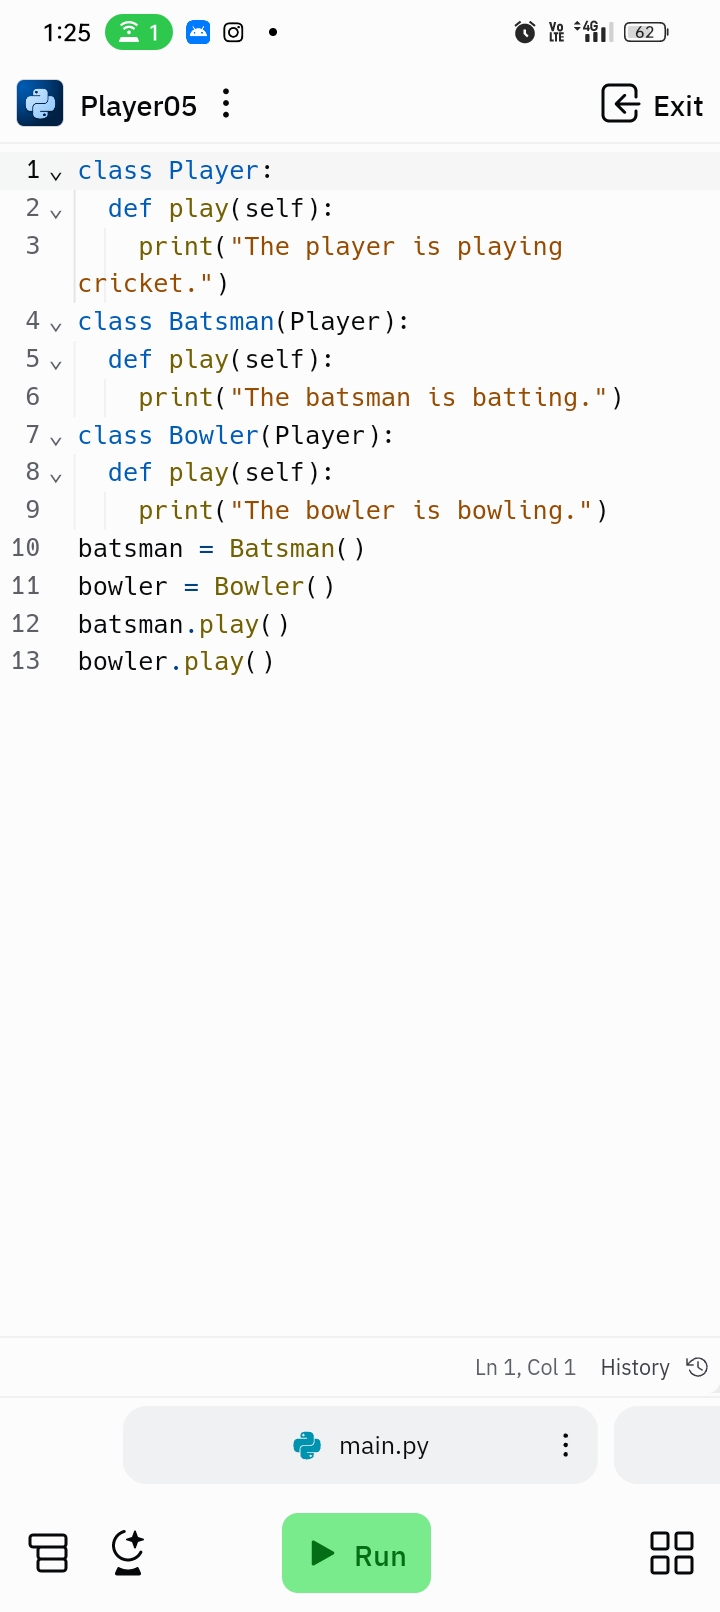 1:25 1 Vo LTE 4G 62
Player05 Exit
1 class Player:
2 def play(self):
3 print("The player is playing
cricket.")
4 class Batsman(Player):
5 def play(self):
6 print("The batsman is batting.")
7 class Bowler(Player):
8 def play(self):
9 print("The bowler is bowling.")
10 batsman = Batsman()
11 bowler = Bowler()
12 batsman.play()
13 bowler.play()
Ln 1, Col 1 History
main.py
Run